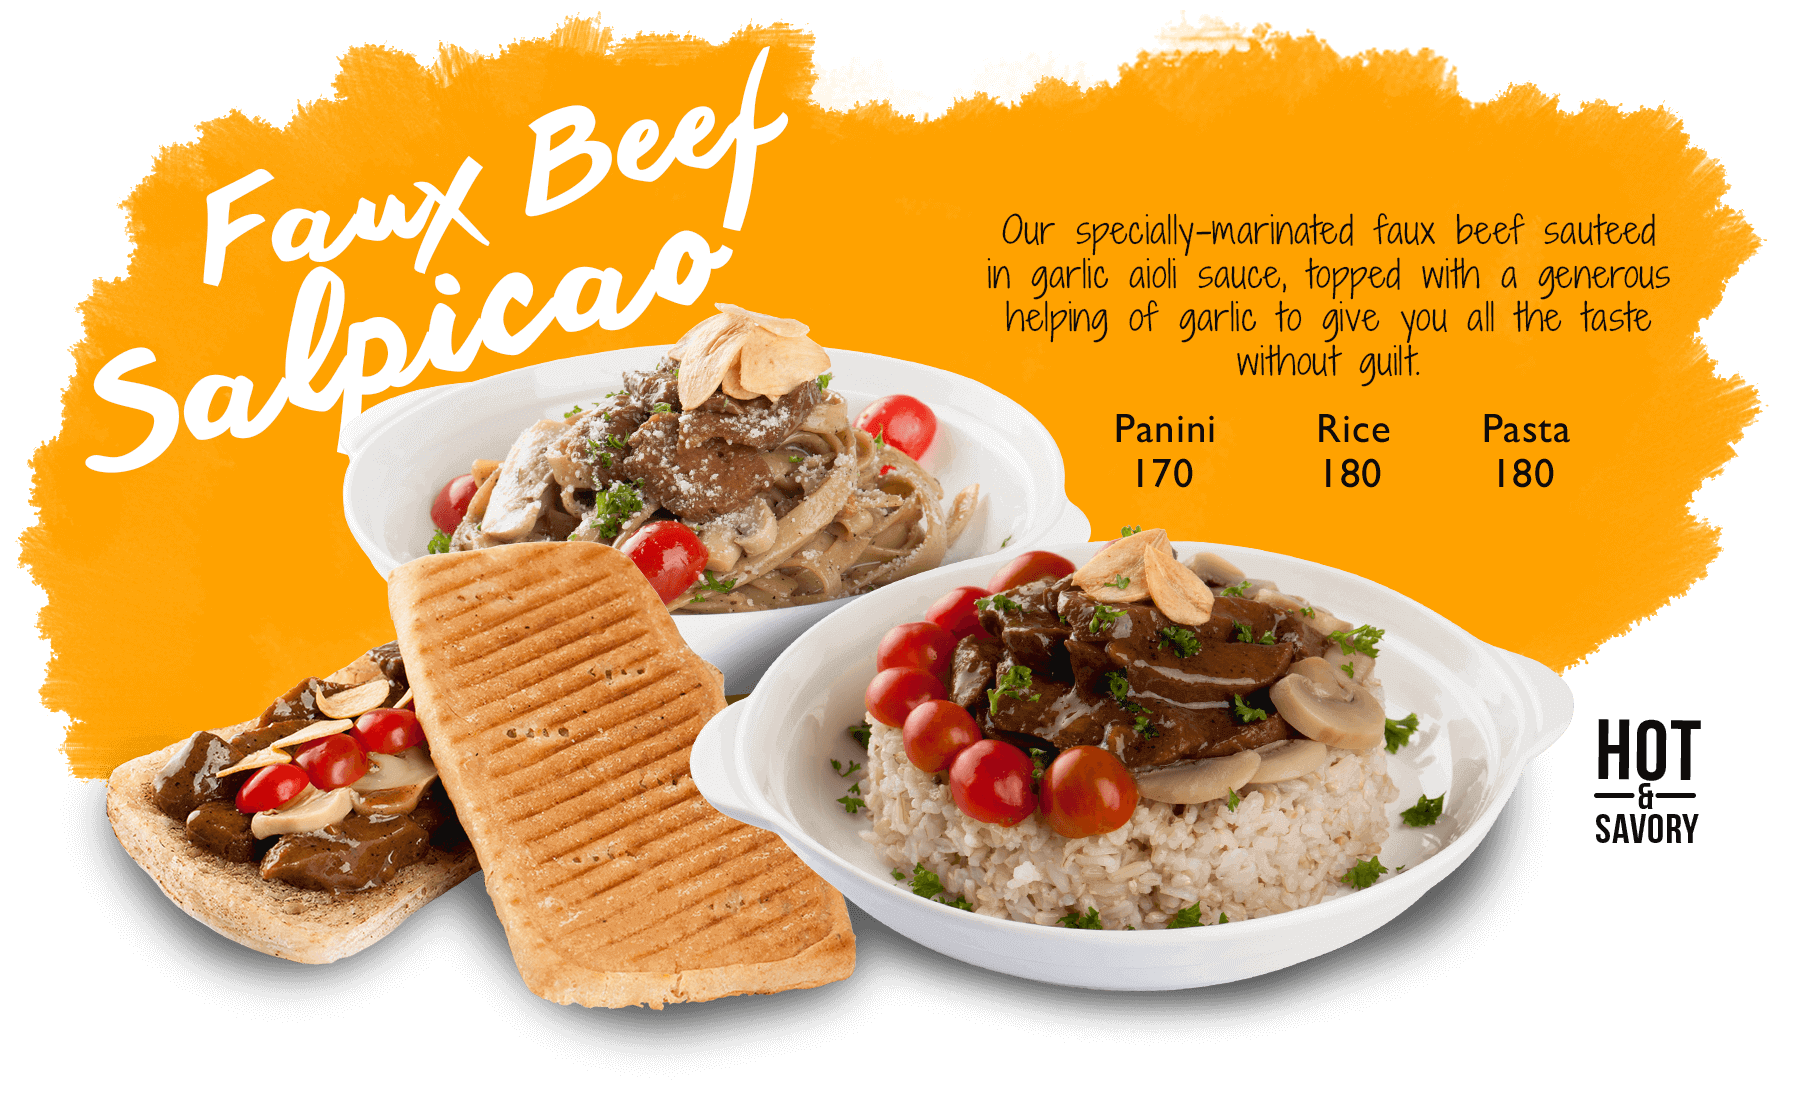 Faux Beef
Salpicao
Our specially-marinated faux beef sauteed
in garlic aioli sauce, topped with a generous
helping of garlic to give you all the taste
without guilt.
Panini Rice Pasta
170 180 180
HOT
&
SAVORY